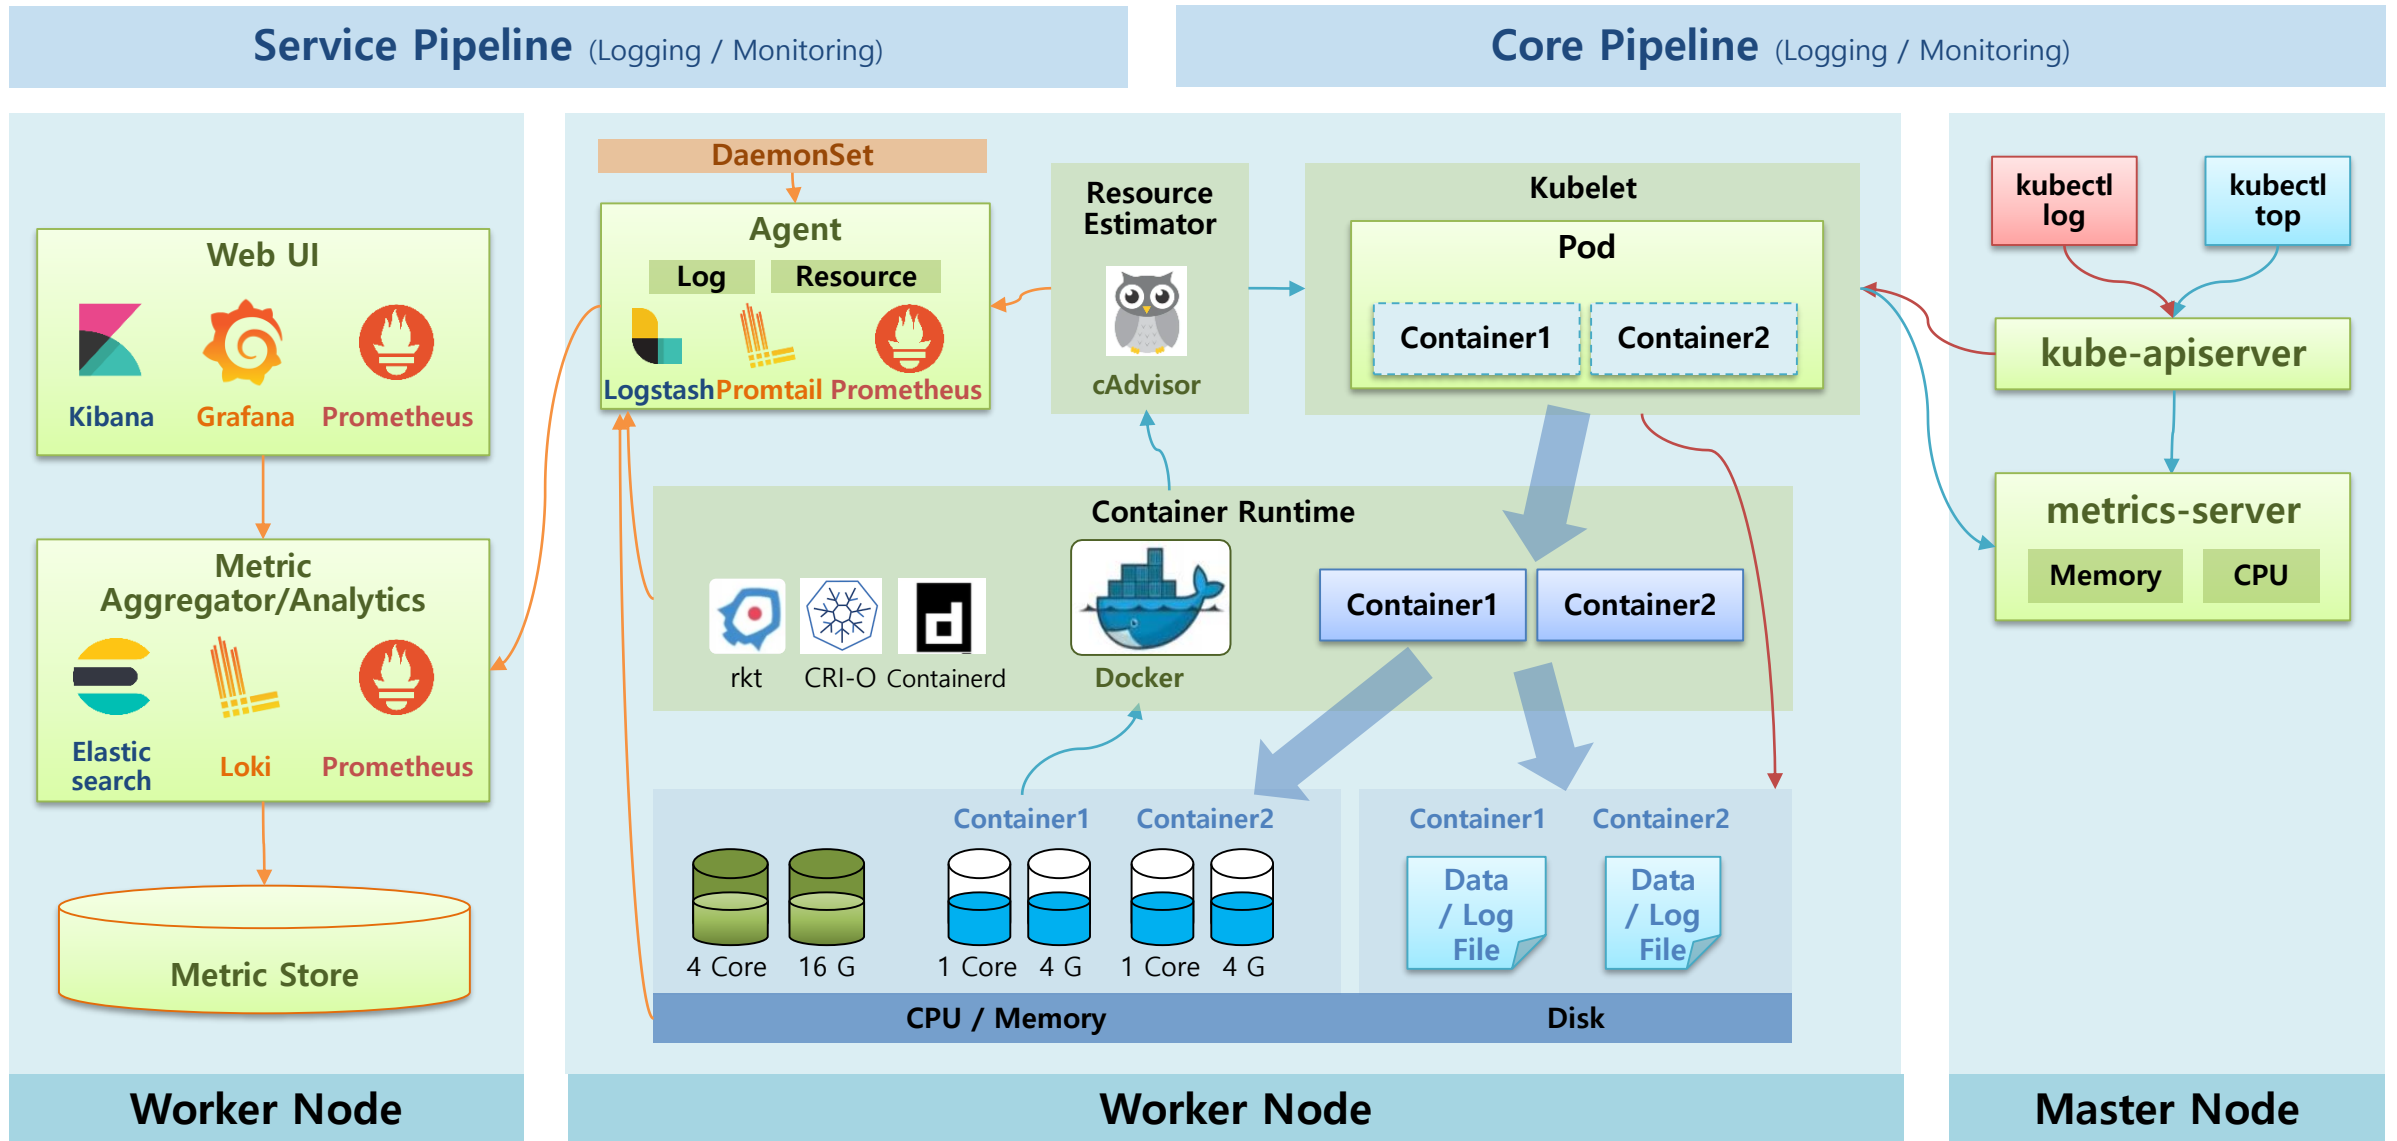 Service Pipeline (Logging / Monitoring)
Core Pipeline (Logging / Monitoring)
Web UI
Kibana
Grafana
Prometheus
Metric
Aggregator/Analytics
Elastic
search
Loki
Prometheus
Metric Store
Worker Node
DaemonSet
Agent
Log
Resource
Logstash
Promtail
Prometheus
Resource
Estimator
cAdvisor
Kubelet
Pod
Container1
Container2
Container Runtime
rkt
CRI-O
Containerd
Docker
Container1
Container2
Container1
Container2
4 Core
16 G
1 Core
4 G
1 Core
4 G
CPU / Memory
Container1
Container2
Data
/ Log
File
Data
/ Log
File
Disk
Worker Node
kubectl
log
kubectl
top
kube-apiserver
metrics-server
Memory
CPU
Master Node